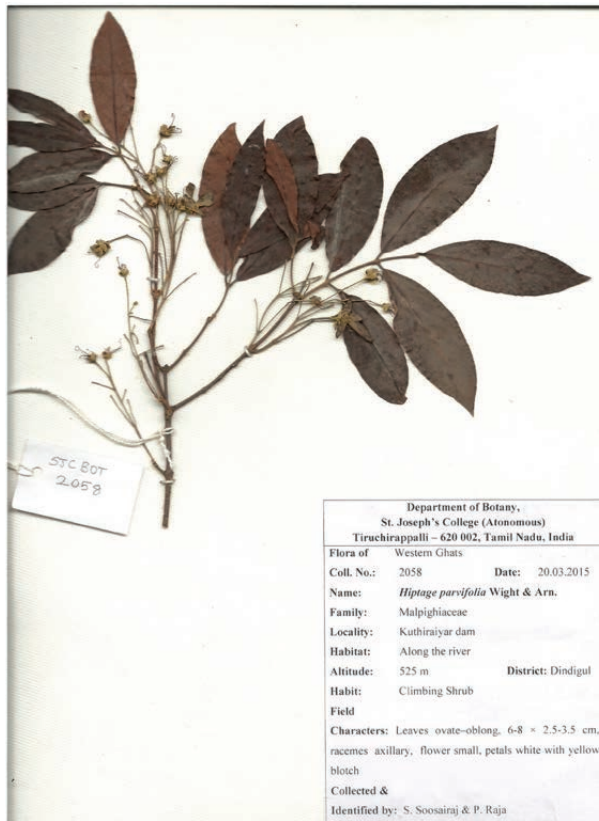 STC BOT
2058
Department of Botany,
St. Joseph's College (Atonomous)
Tiruchirappalli – 620 002, Tamil Nadu, India
Flora of Western Ghats
Coll. No.: 2058 Date: 20.03.2015
Name: Hiptage parvifolia Wight & Arn.
Family: Malpighiaceae
Locality: Kuthiraiyar dam
Habitat: Along the river
Altitude: 525 m District: Dindigul
Habit: Climbing Shrub
Field
Characters: Leaves ovate–oblong, 6-8 × 2.5-3.5 cm,
racemes axillary, flower small, petals white with yellow
blotch
Collected &
Identified by: S. Soosairaj & P. Raja